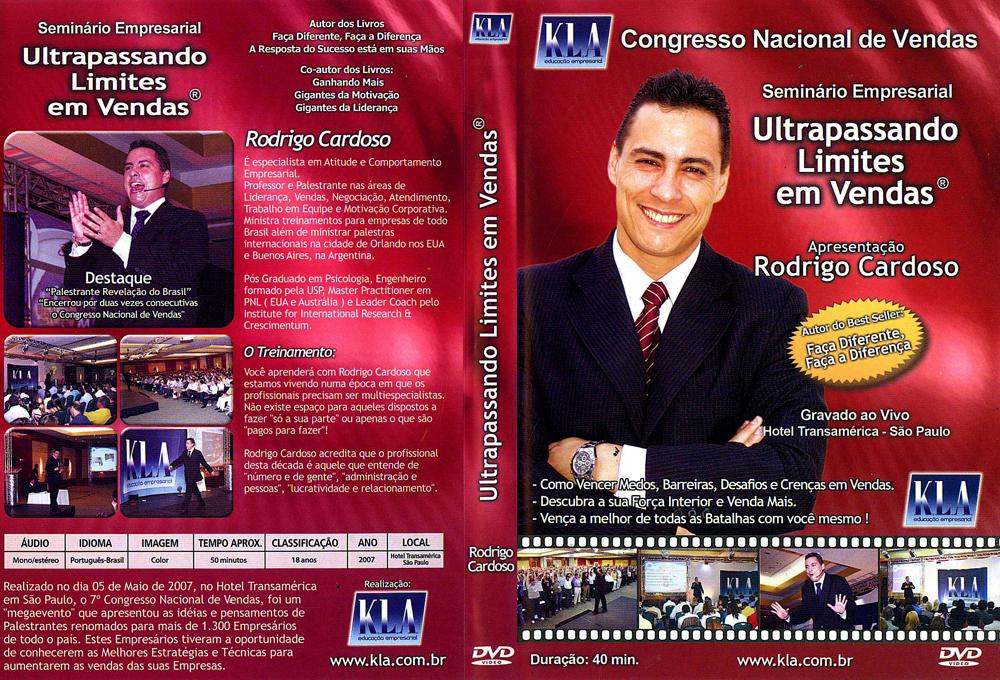 Seminário Empresarial
Ultrapassando
Limites
em Vendas®
Autor dos Livros
Faça Diferente, Faça a Diferença
A Resposta do Sucesso está em suas Mãos
Co-autor dos Livros:
Ganhando Mais
Gigantes da Motivação
Gigantes da Liderança
Destaque
"Palestrante Revelação do Brasil"
"Encerrou por duas vezes consecutivas
o Congresso Nacional de Vendas"
Rodrigo Cardoso
É especialista em Atitude e Comportamento
Empresarial.
Professor e Palestrante nas áreas de
Liderança, Vendas, Negociação, Atendimento,
Trabalho em Equipe e Motivação Corporativa.
Ministra treinamentos para empresas de todo
Brasil além de ministrar palestras
internacionais na cidade de Orlando nos EUA
e Buenos Aires, na Argentina.
Pós Graduado em Psicologia, Engenheiro
formado pela USP, Master Practitioner em
PNL ( EUA e Austrália ) e Leader Coach pelo
Institute for International Research &
Crescimentum.
O Treinamento:
Você aprenderá com Rodrigo Cardoso que
estamos vivendo numa época em que os
profissionais precisam ser multiespecialistas.
Não existe espaço para aqueles dispostos a
fazer "só a sua parte" ou apenas o que são
"pagos para fazer"!
Rodrigo Cardoso acredita que o profissional
desta década é aquele que entende de
"número e de gente", "administração e
pessoas", "lucratividade e relacionamento".
KLA
educação empresarial
ÁUDIO IDIOMA IMAGEM TEMPO APROX. CLASSIFICAÇÃO ANO LOCAL
Mono/estéreo Português-Brasil Color 50 minutos 18 anos 2007 Hotel Transamérica
São Paulo
Realizado no dia 05 de Maio de 2007, no Hotel Transamérica
em São Paulo, o 7º Congresso Nacional de Vendas, foi um
"megaevento" que apresentou as idéias e pensamentos de
Palestrantes renomados para mais de 1.300 Empresários
de todo o país. Estes Empresários tiveram a oportunidade
de conhecerem as Melhores Estratégias e Técnicas para
aumentarem as vendas das suas Empresas.
Realização:
KLA
educação empresarial
www.kla.com.br
KLA
educação empresarial
Ultrapassando Limites em Vendas®
Rodrigo
Cardoso
DVD
VIDEO
KLA
educação empresarial
Congresso Nacional de Vendas
Seminário Empresarial
Ultrapassando
Limites
em Vendas®
Apresentação
Rodrigo Cardoso
Autor do Best Seller:
Faça Diferente,
Faça a Diferença
Gravado ao Vivo
Hotel Transamérica - São Paulo
- Como Vencer Medos, Barreiras, Desafios e Crenças em Vendas.
- Descubra a sua Força Interior e Venda Mais.
- Vença a melhor de todas as Batalhas com você mesmo !
KLA
educação empresarial
KLA
Duração: 40 min.
www.kla.com.br
DVD
VIDEO